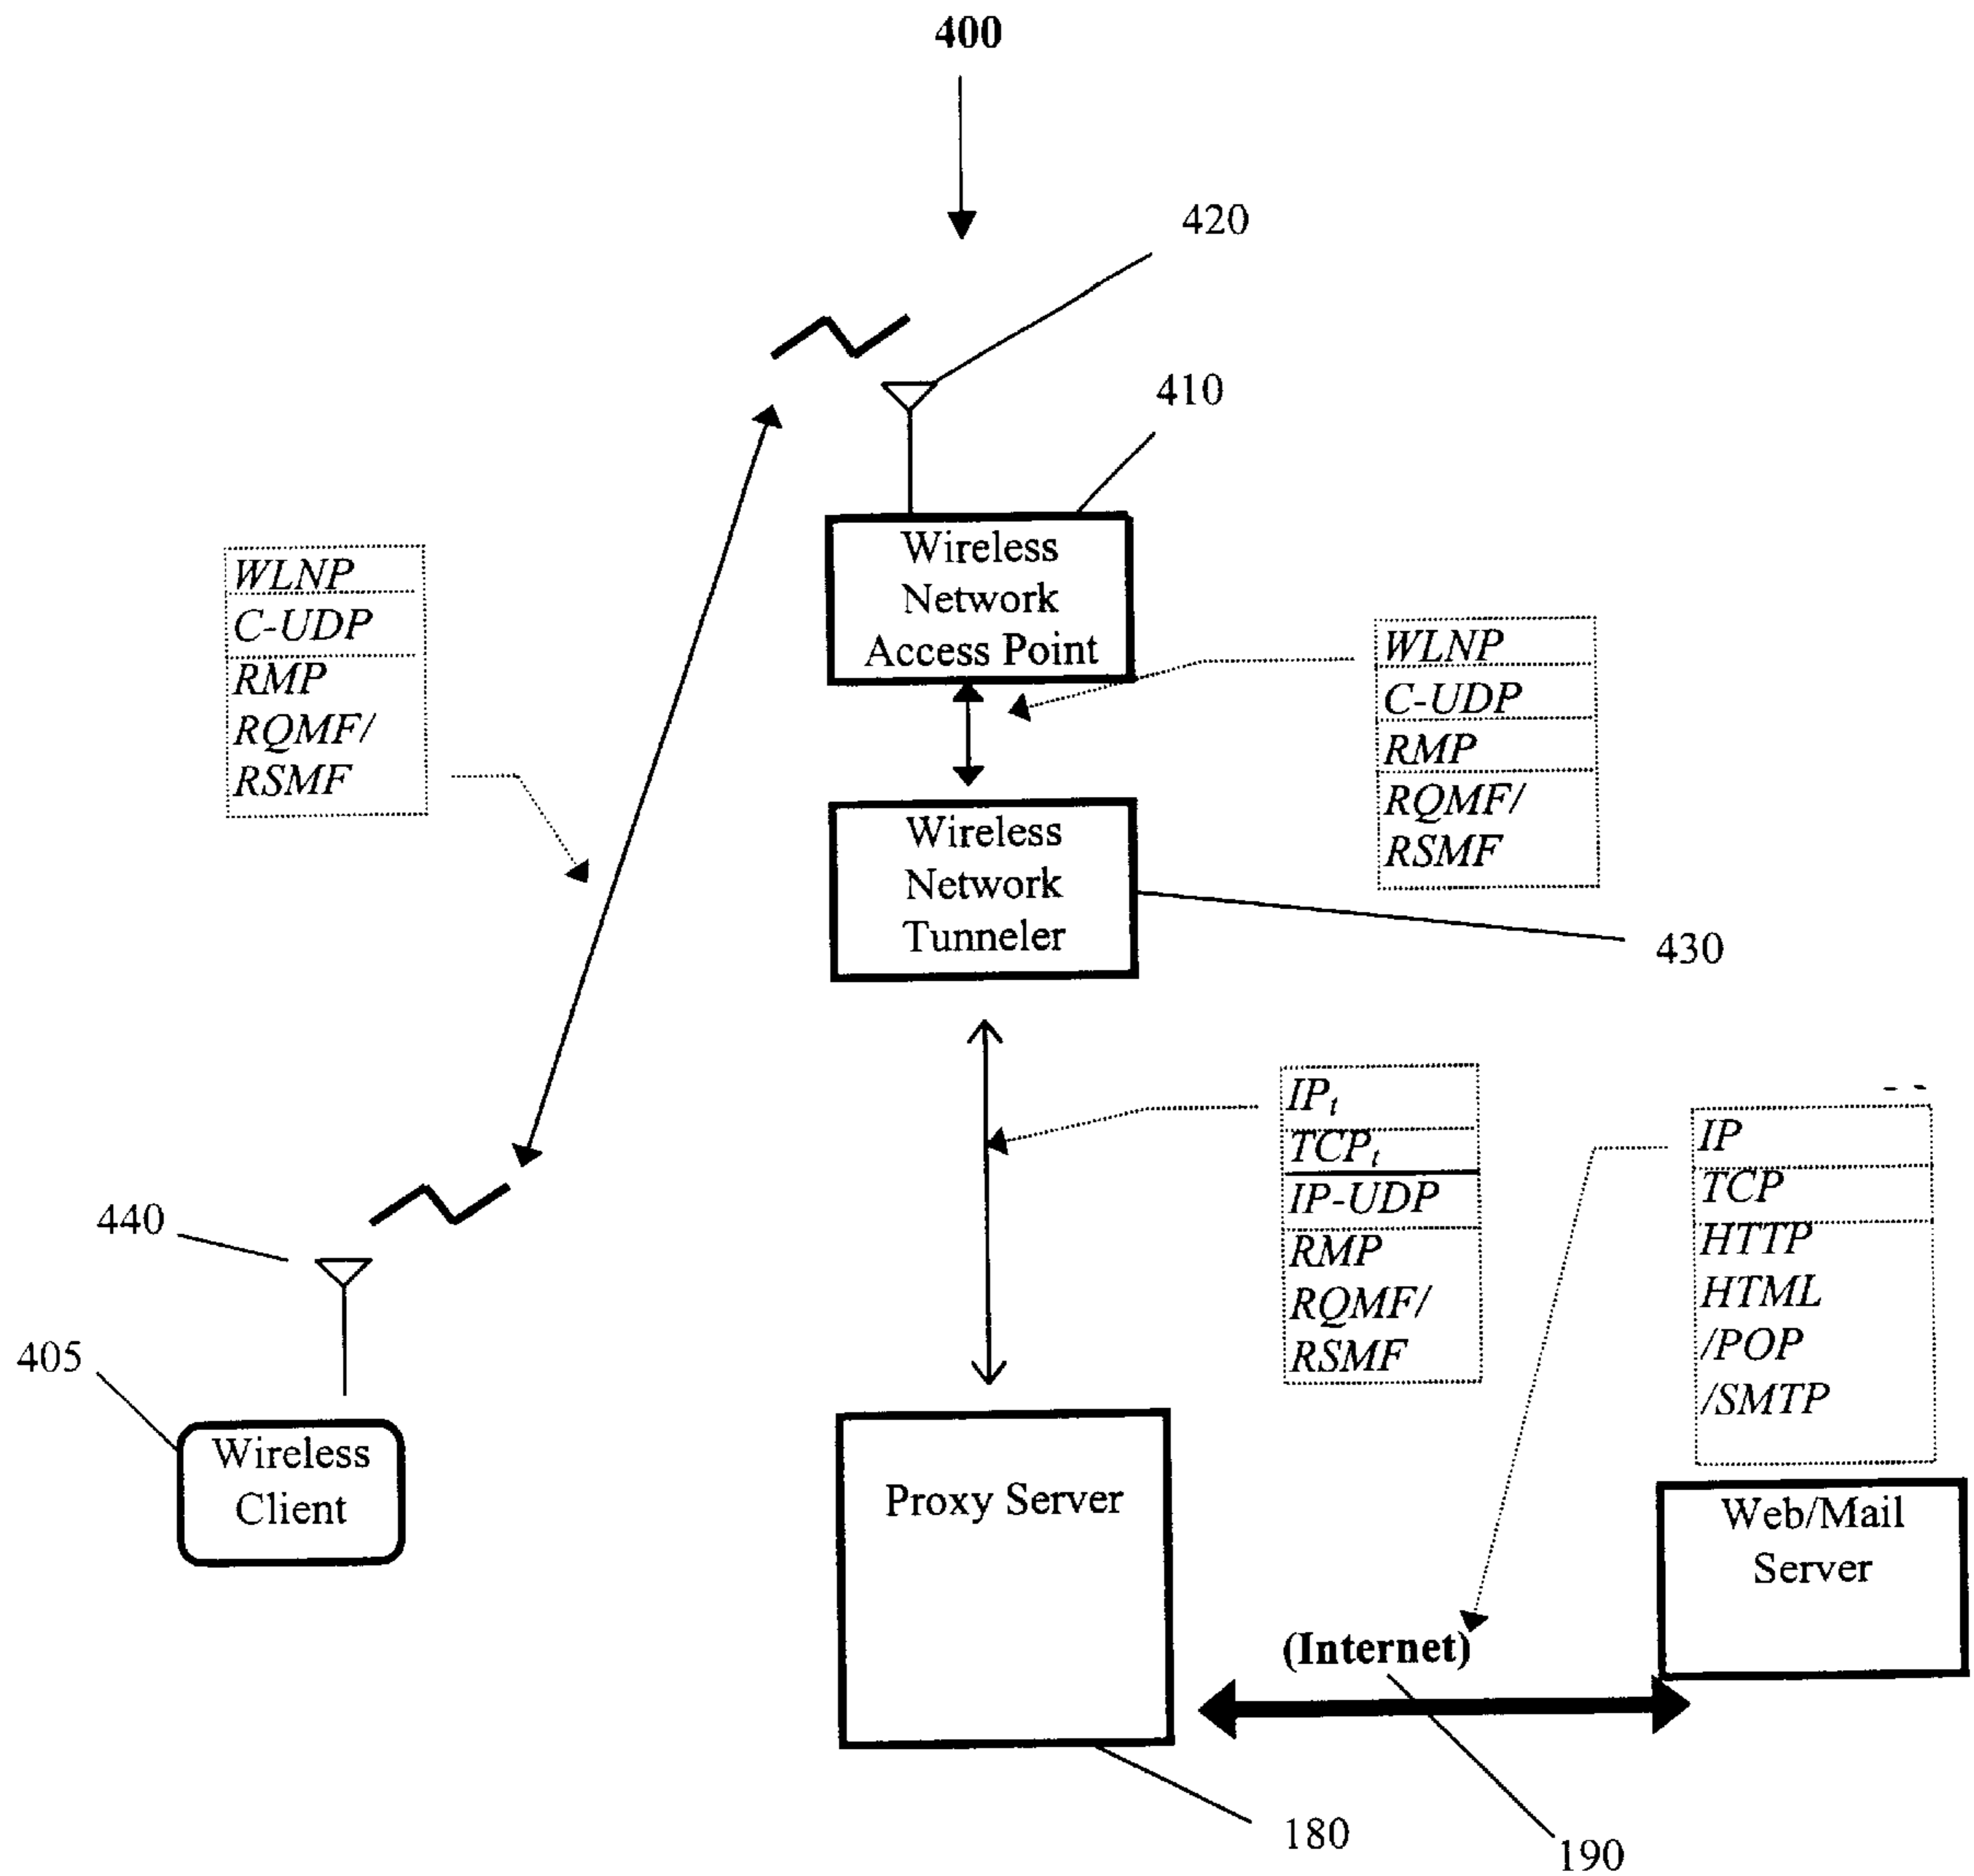 400
420
410
Wireless
Network
Access Point
WLNP
C-UDP
RMP
RQMF/
RSMF
WLNP
C-UDP
RMP
RQMF/
RSMF
Wireless
Network
Tunneler
430
IPt
TCPt
IP-UDP
RMP
RQMF/
RSMF
IP
TCP
HTTP
HTML
/POP
/SMTP
440
405
Wireless
Client
Proxy Server
Web/Mail
Server
(Internet)
180
190